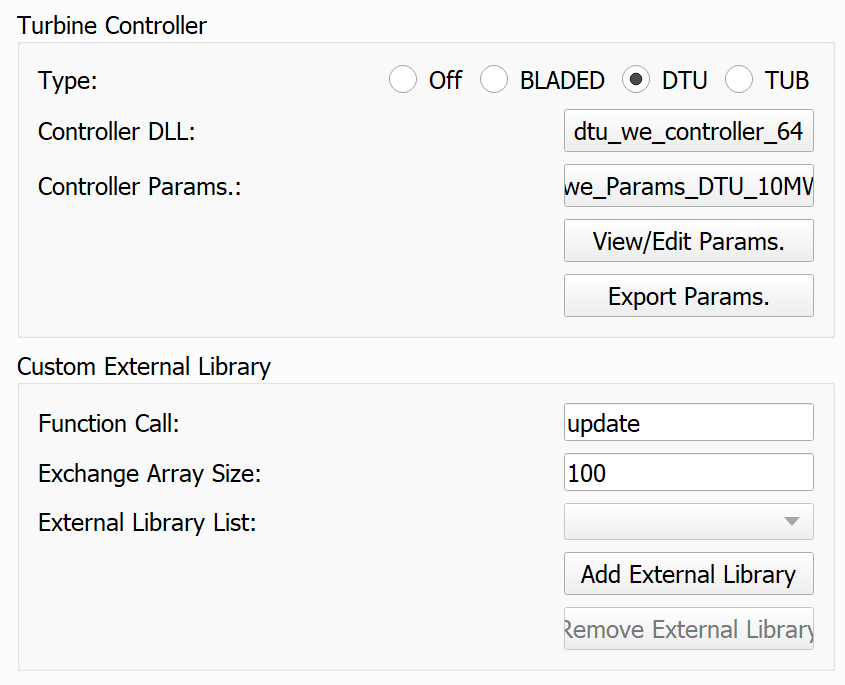 Turbine Controller
Type: Off BLADED DTU TUB
Controller DLL: dtu_we_controller_64
Controller Params.: we_Params_DTU_10MW
View/Edit Params.
Export Params.
Custom External Library
Function Call: update
Exchange Array Size: 100
External Library List:
Add External Library
Remove External Library